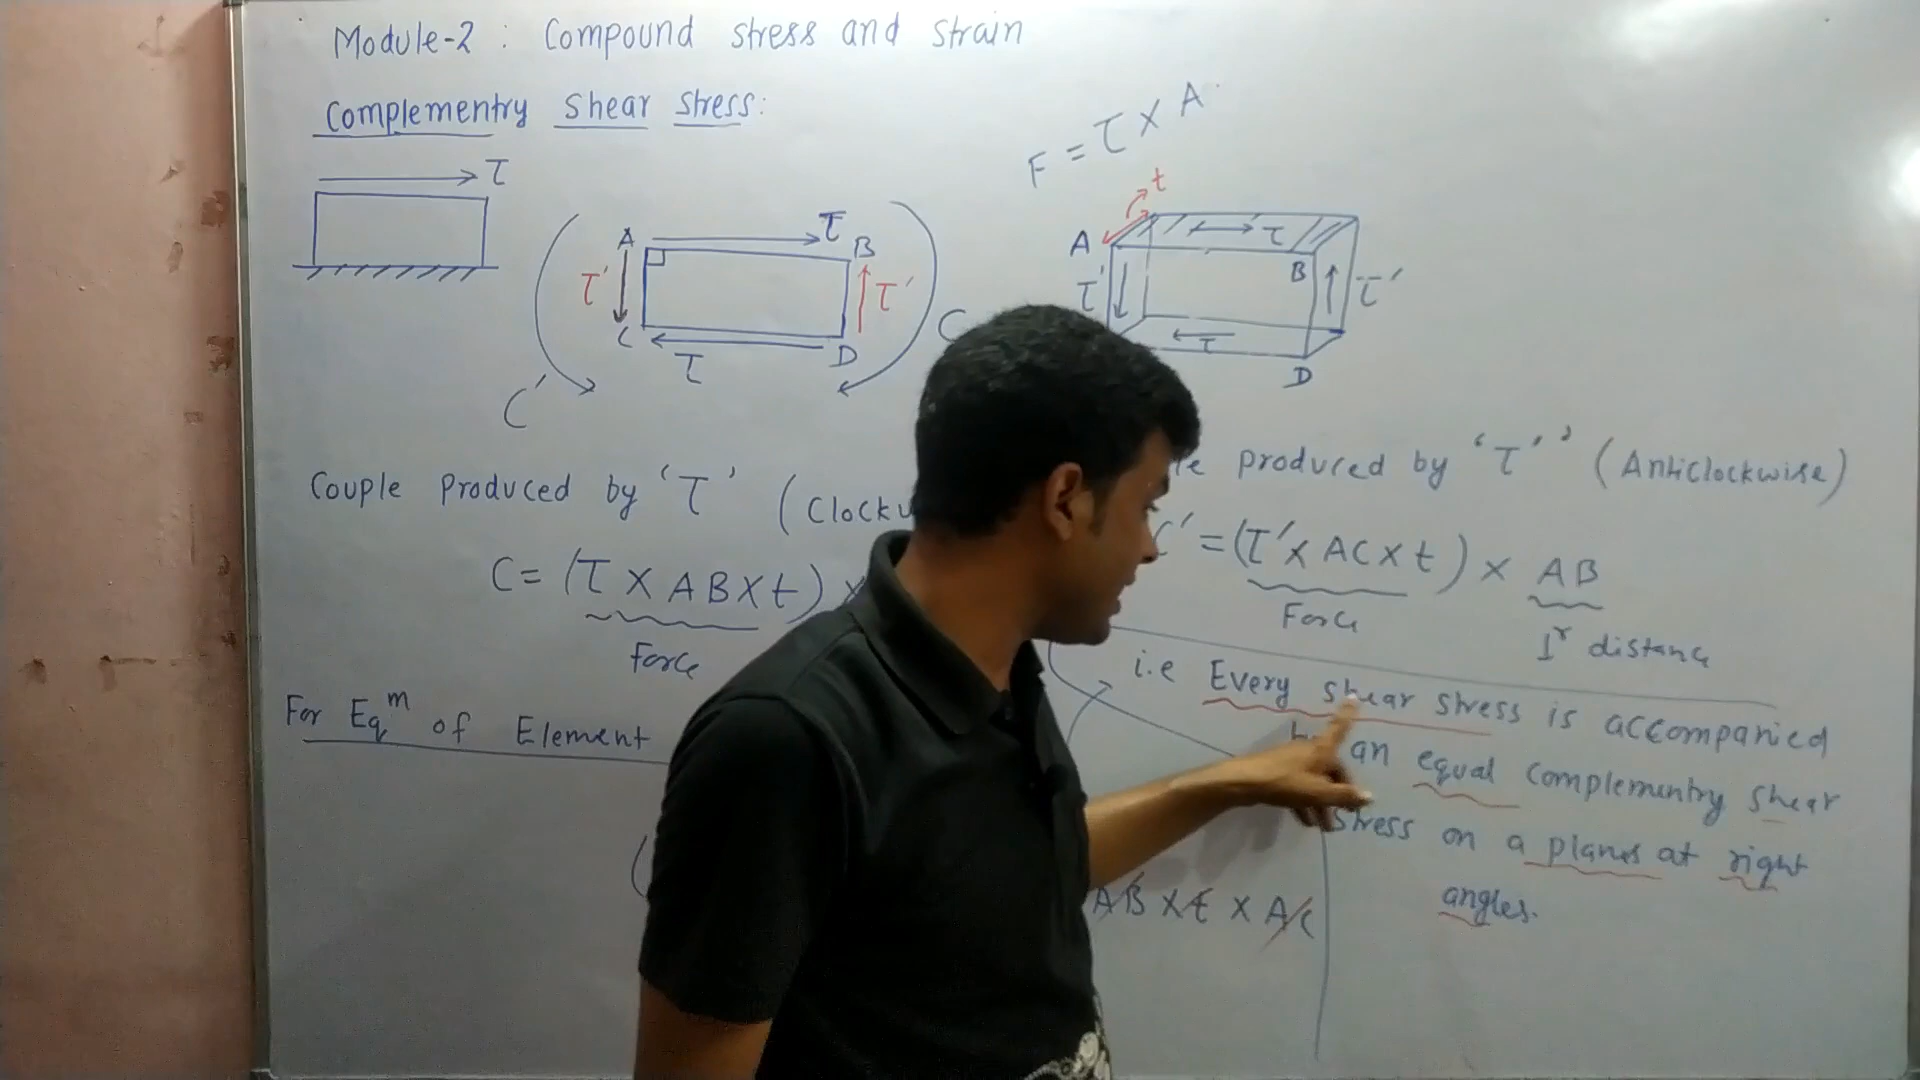 Module-2 : Compound stress and strain
Complementry shear stress:
F = τ × A
τ
A τ B
τ' τ'
C τ D
C'
C
t
A τ
B
τ' τ'
τ
D
Couple Produced by 'τ'
C = (τ × AB × t)
Force
produced by 'τ'' (Anticlockwise)
C' = (τ' × AC × t) × AB
Force
⊥r distance
For Eqm of Element
i.e Every shear stress is accompanied
an equal complementry shear
stress on a planes at right
angles.
AB × t × AC